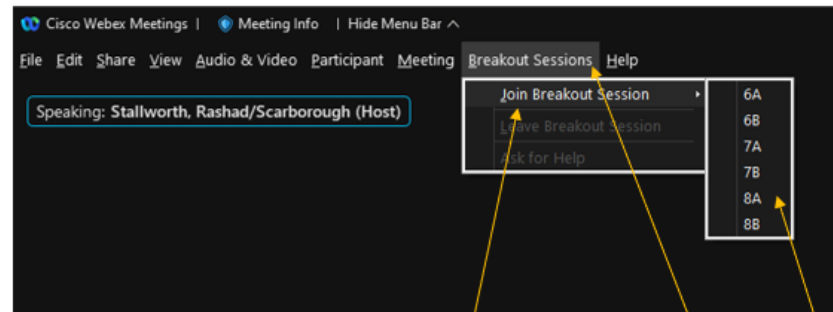 Cisco Webex Meetings | Meeting Info | Hide Menu Bar
File Edit Share View Audio & Video Participant Meeting Breakout Sessions Help
Speaking: Stallworth, Rashad/Scarborough (Host)
Join Breakout Session
Leave Breakout Session
Ask for Help
6A
6B
7A
7B
8A
8B